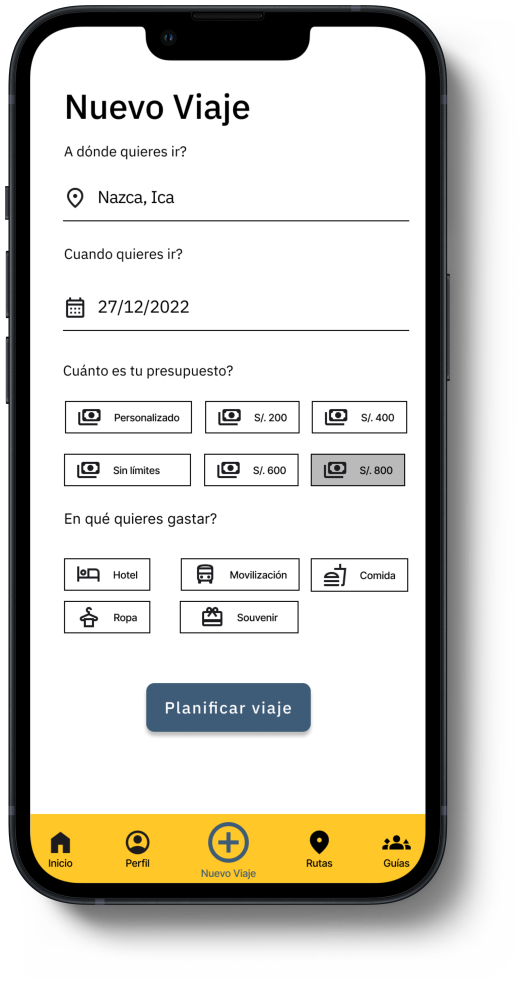 Nuevo Viaje
A dónde quieres ir?
Nazca, Ica
Cuando quieres ir?
27/12/2022
Cuánto es tu presupuesto?
Personalizado S/. 200 S/. 400
Sin límites S/. 600 S/. 800
En qué quieres gastar?
Hotel Movilización Comida
Ropa Souvenir
Planificar viaje
Inicio Perfil Nuevo Viaje Rutas Guías